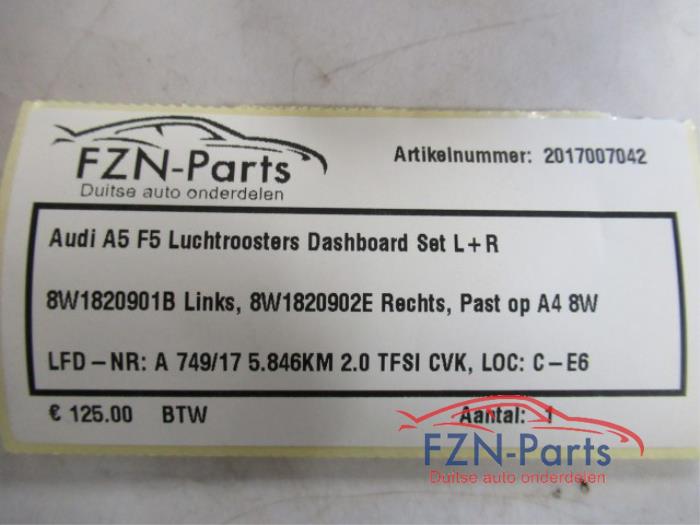 FZN-Parts
Duitse auto onderdelen
Artikelnummer: 2017007042
Audi A5 F5 Luchtroosters Dashboard Set L+R
8W1820901B Links, 8W1820902E Rechts, Past op A4 8W
LFD-NR: A 749/17 5.846KM 2.0 TFSI CVK, LOC: C-E6
€ 125.00 BTW Aantal: 1
FZN-Parts
Duitse auto onderdelen